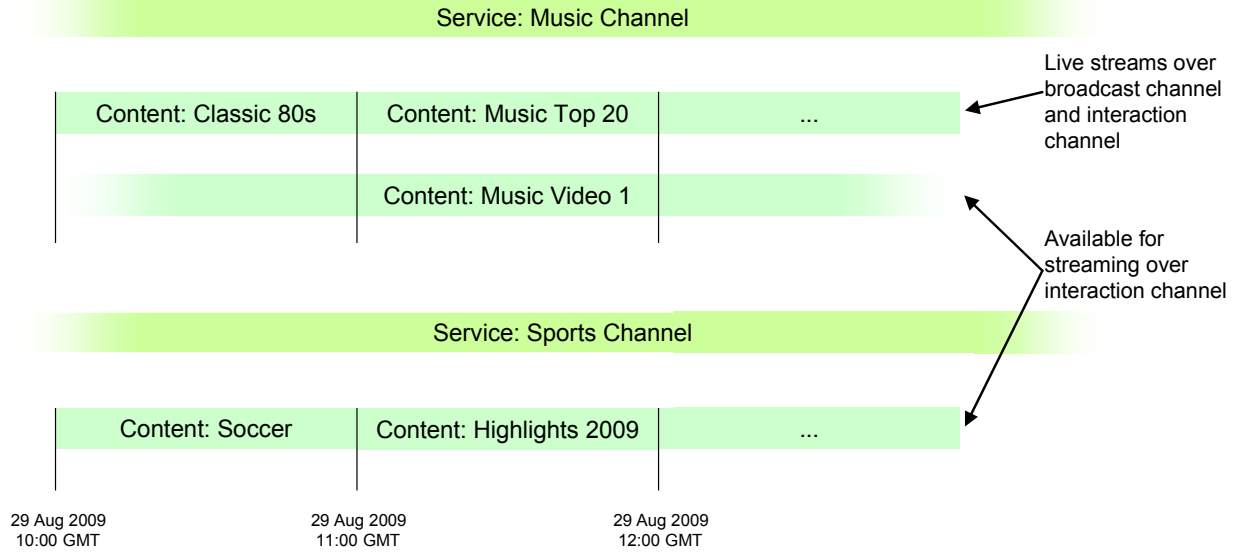 Service: Music Channel
Live streams over
broadcast channel
and interaction
channel
Content: Classic 80s
Content: Music Top 20
...
Content: Music Video 1
Available for
streaming over
interaction channel
Service: Sports Channel
Content: Soccer
Content: Highlights 2009
...
29 Aug 2009
10:00 GMT
29 Aug 2009
11:00 GMT
29 Aug 2009
12:00 GMT